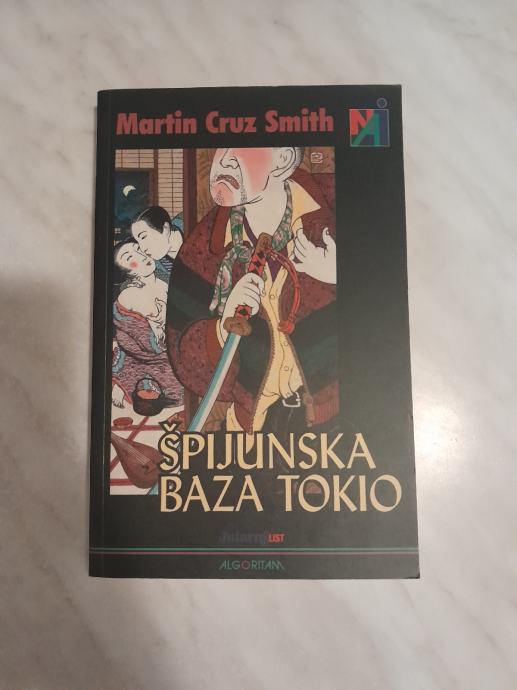 Martin Cruz Smith
ŠPIJUNSKA
BAZA TOKIO
Jutarnji LIST
ALGORITAM